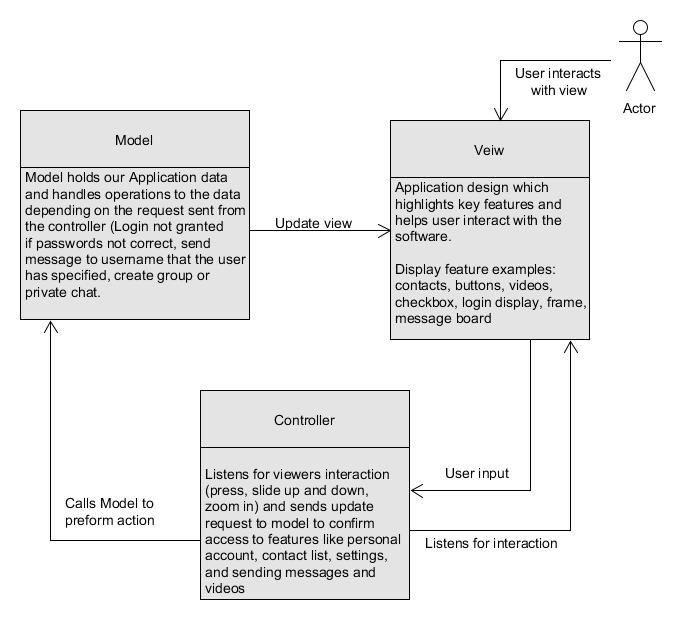 User interacts
with view
Actor
Model
Model holds our Application data
and handles operations to the data
depending on the request sent from
the controller (Login not granted
if passwords not correct, send
message to username that the user
has specified, create group or
private chat.
Update view
Veiw
Application design which
highlights key features and
helps user interact with the
software.
Display feature examples:
contacts, buttons, videos,
checkbox, login display, frame,
message board
Controller
Listens for viewers interaction
(press, slide up and down,
zoom in) and sends update
request to model to confirm
access to features like personal
account, contact list, settings,
and sending messages and
videos
User input
Listens for interaction
Calls Model to
preform action